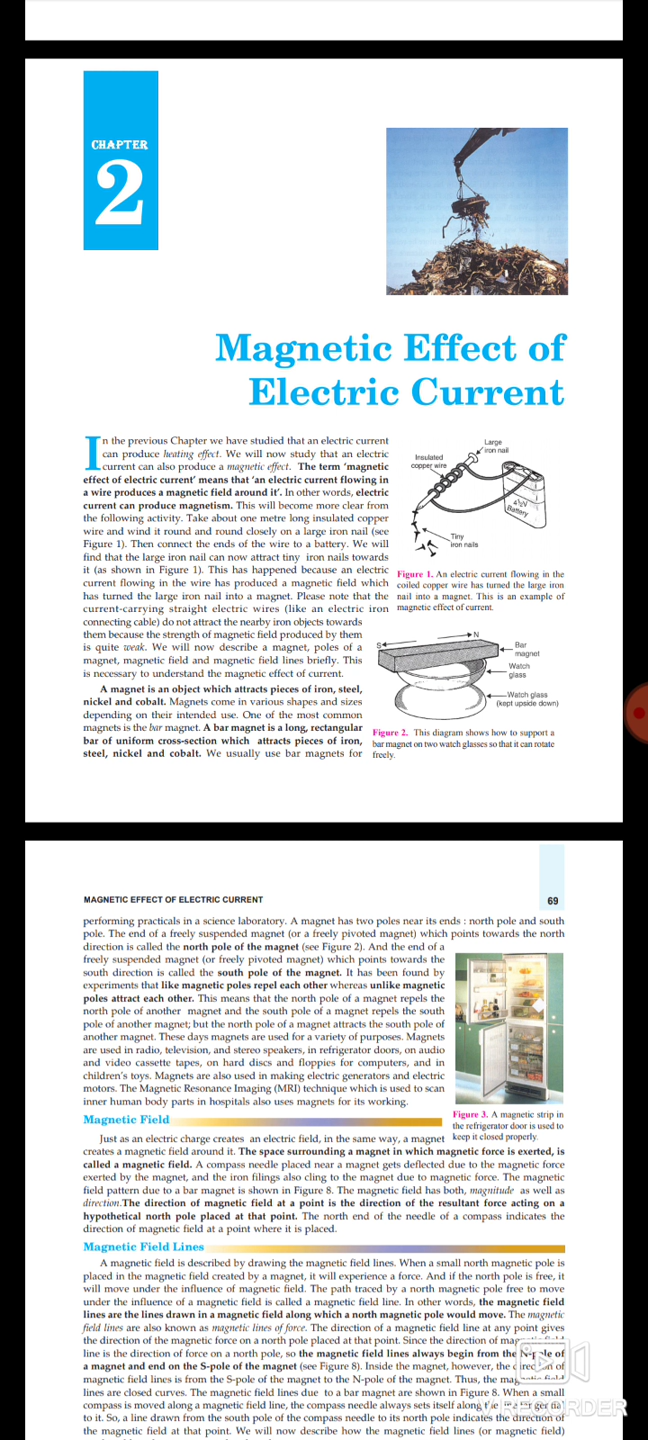 CHAPTER
2
Magnetic Effect of
Electric Current
In the previous Chapter we have studied that an electric current
can produce heating effect. We will now study that an electric
current can also produce a magnetic effect. The term ‘magnetic
effect of electric current’ means that ‘an electric current flowing in
a wire produces a magnetic field around it’. In other words, electric
current can produce magnetism. This will become more clear from
the following activity. Take about one metre long insulated copper
wire and wind it round and round closely on a large iron nail (see
Figure 1). Then connect the ends of the wire to a battery. We will
find that the large iron nail can now attract tiny iron nails towards
it (as shown in Figure 1). This has happened because an electric
current flowing in the wire has produced a magnetic field which
has turned the large iron nail into a magnet. Please note that the
current-carrying straight electric wires (like an electric iron
connecting cable) do not attract the nearby iron objects towards
them because the strength of magnetic field produced by them
is quite weak. We will now describe a magnet, poles of a
magnet, magnetic field and magnetic field lines briefly. This
is necessary to understand the magnetic effect of current.
A magnet is an object which attracts pieces of iron, steel,
nickel and cobalt. Magnets come in various shapes and sizes
depending on their intended use. One of the most common
magnets is the bar magnet. A bar magnet is a long, rectangular
bar of uniform cross-section which attracts pieces of iron,
steel, nickel and cobalt. We usually use bar magnets for
Large
iron nail
Insulated
copper wire
4½V
Battery
Tiny
iron nails
Figure 1. An electric current flowing in the
coiled copper wire has turned the large iron
nail into a magnet. This is an example of
magnetic effect of current.
S
N
Bar
magnet
Watch
glass
Watch glass
(kept upside down)
Figure 2. This diagram shows how to support a
bar magnet on two watch glasses so that it can rotate
freely.
MAGNETIC EFFECT OF ELECTRIC CURRENT
69
performing practicals in a science laboratory. A magnet has two poles near its ends : north pole and south
pole. The end of a freely suspended magnet (or a freely pivoted magnet) which points towards the north
direction is called the north pole of the magnet (see Figure 2). And the end of a
freely suspended magnet (or freely pivoted magnet) which points towards the
south direction is called the south pole of the magnet. It has been found by
experiments that like magnetic poles repel each other whereas unlike magnetic
poles attract each other. This means that the north pole of a magnet repels the
north pole of another magnet and the south pole of a magnet repels the south
pole of another magnet; but the north pole of a magnet attracts the south pole of
another magnet. These days magnets are used for a variety of purposes. Magnets
are used in radio, television, and stereo speakers, in refrigerator doors, on audio
and video cassette tapes, on hard discs and floppies for computers, and in
children’s toys. Magnets are also used in making electric generators and electric
motors. The Magnetic Resonance Imaging (MRI) technique which is used to scan
inner human body parts in hospitals also uses magnets for its working.
Figure 3. A magnetic strip in
the refrigerator door is used to
keep it closed properly.
Magnetic Field
Just as an electric charge creates an electric field, in the same way, a magnet
creates a magnetic field around it. The space surrounding a magnet in which magnetic force is exerted, is
called a magnetic field. A compass needle placed near a magnet gets deflected due to the magnetic force
exerted by the magnet, and the iron filings also cling to the magnet due to magnetic force. The magnetic
field pattern due to a bar magnet is shown in Figure 8. The magnetic field has both, magnitude as well as
direction.The direction of magnetic field at a point is the direction of the resultant force acting on a
hypothetical north pole placed at that point. The north end of the needle of a compass indicates the
direction of magnetic field at a point where it is placed.
Magnetic Field Lines
A magnetic field is described by drawing the magnetic field lines. When a small north magnetic pole is
placed in the magnetic field created by a magnet, it will experience a force. And if the north pole is free, it
will move under the influence of magnetic field. The path traced by a north magnetic pole free to move
under the influence of a magnetic field is called a magnetic field line. In other words, the magnetic field
lines are the lines drawn in a magnetic field along which a north magnetic pole would move. The magnetic
field lines are also known as magnetic lines of force. The direction of a magnetic field line at any point gives
the direction of the magnetic force on a north pole placed at that point. Since the direction of magnetic field
line is the direction of force on a north pole, so the magnetic field lines always begin from the N-pole of
a magnet and end on the S-pole of the magnet (see Figure 8). Inside the magnet, however, the direction of
magnetic field lines is from the S-pole of the magnet to the N-pole of the magnet. Thus, the magnetic field
lines are closed curves. The magnetic field lines due to a bar magnet are shown in Figure 8. When a small
compass is moved along a magnetic field line, the compass needle always sets itself along the
to it. So, a line drawn from the south pole of the compass needle to its north pole indicates the direction of
the magnetic field at that point. We will now describe how the magnetic field lines (or magnetic field)
V RECORDER